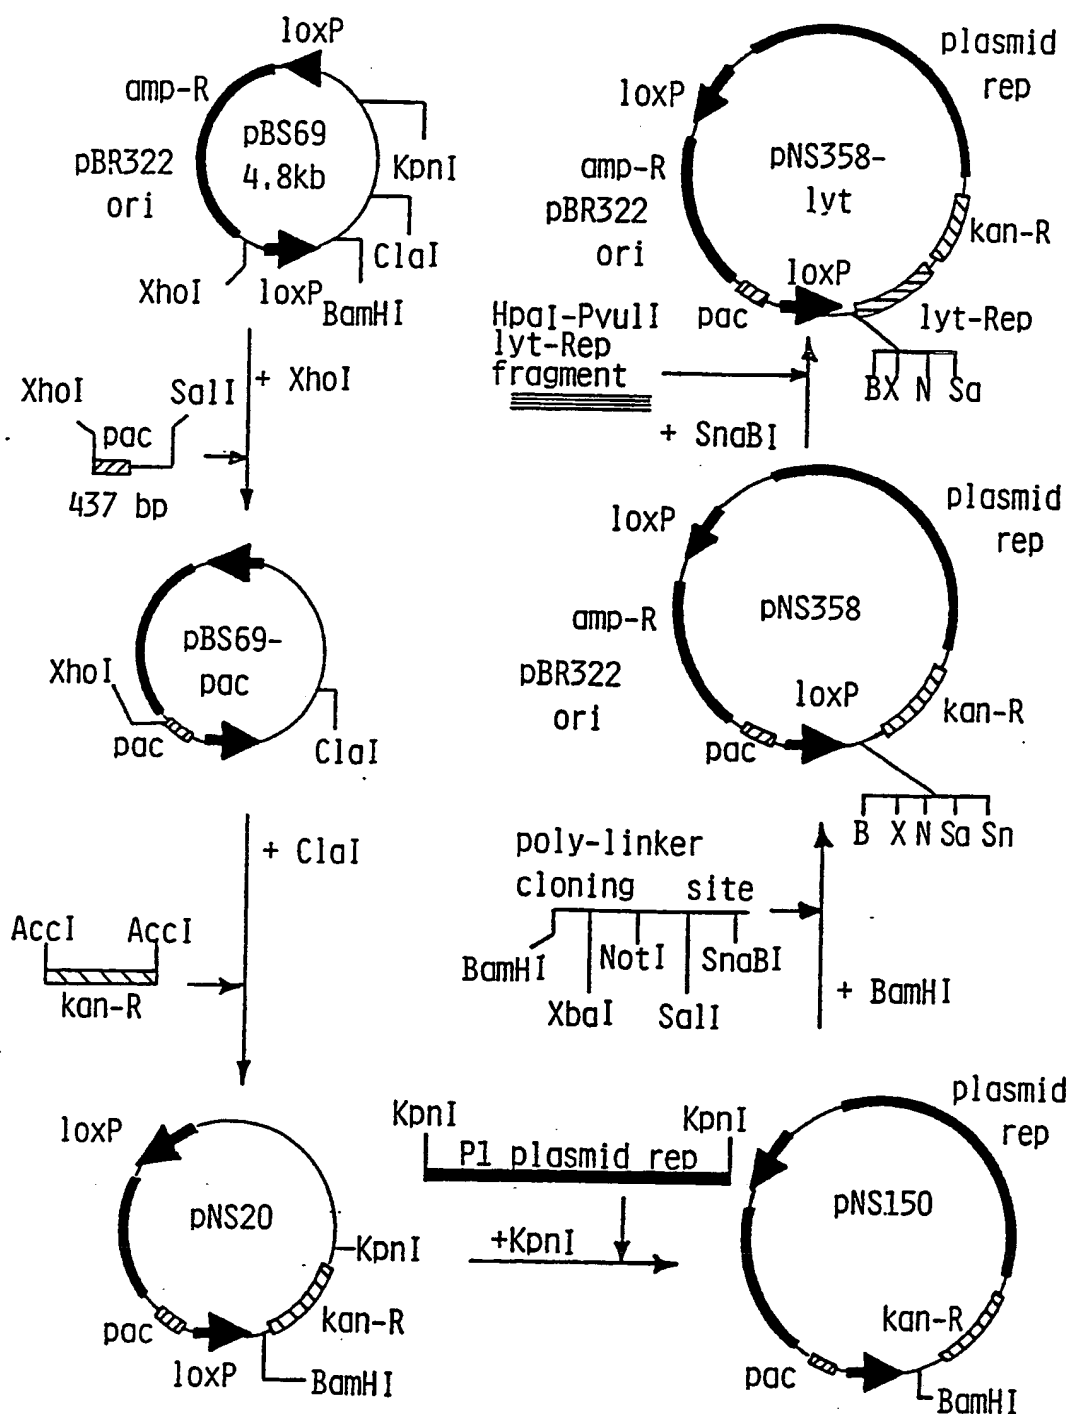 loxP
amp-R
pBS69
4.8kb
pBR322
ori
KpnI
ClaI
XhoI
loxP
BamHI
+ XhoI
XhoI
SalI
pac
437 bp
pBS69-
pac
XhoI
pac
ClaI
+ ClaI
AccI
AccI
kan-R
loxP
pNS20
KpnI
kan-R
pac
loxP
BamHI
KpnI
KpnI
P1 plasmid rep
+KpnI
plasmid
rep
pNS150
kan-R
pac
BamHI
poly-linker
cloning site
BamHI
XbaI
NotI
SalI
SnaBI
+ BamHI
plasmid
rep
loxP
pNS358
amp-R
pBR322
ori
loxP
kan-R
pac
B X N Sa Sn
HpaI-PvuII
lyt-Rep
fragment
+ SnaBI
plasmid
rep
loxP
pNS358-
lyt
amp-R
pBR322
ori
kan-R
loxP
pac
lyt-Rep
BX N Sa